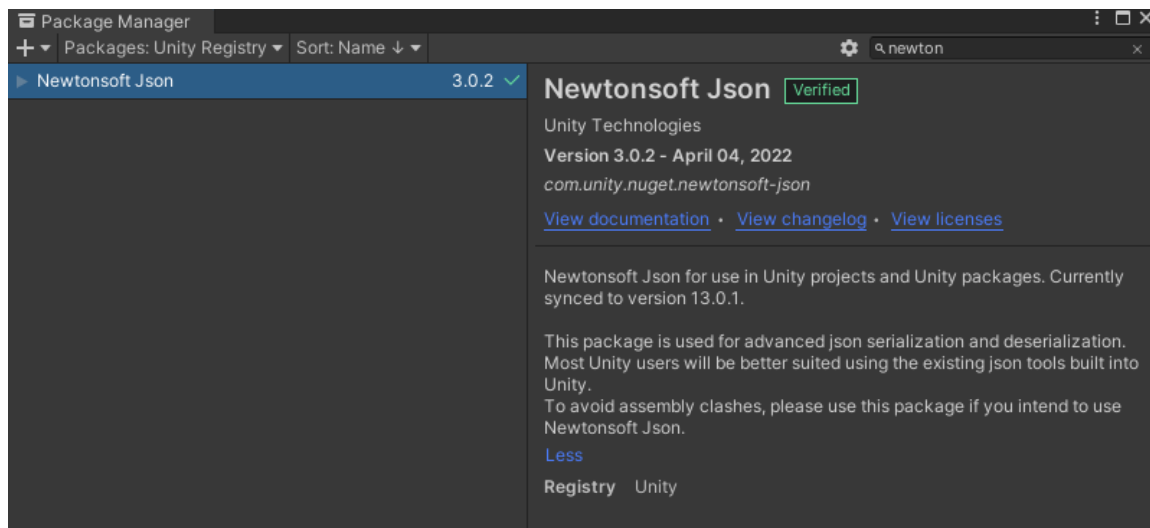 Package Manager
Packages: Unity Registry Sort: Name ↓ newton
Newtonsoft Json 3.0.2
Newtonsoft Json Verified
Unity Technologies
Version 3.0.2 - April 04, 2022
com.unity.nuget.newtonsoft-json
View documentation • View changelog • View licenses
Newtonsoft Json for use in Unity projects and Unity packages. Currently
synced to version 13.0.1.
This package is used for advanced json serialization and deserialization.
Most Unity users will be better suited using the existing json tools built into
Unity.
To avoid assembly clashes, please use this package if you intend to use
Newtonsoft Json.
Less
Registry Unity